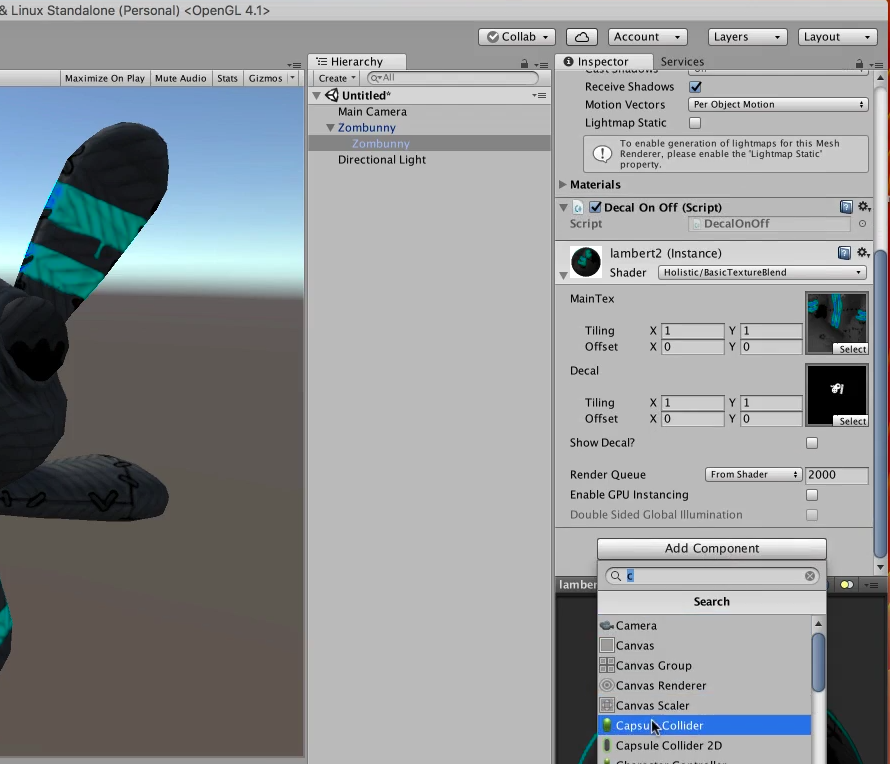 & Linux Standalone (Personal) <OpenGL 4.1>
Collab Account Layers Layout
Hierarchy
Inspector Services
Maximize On Play Mute Audio Stats Gizmos
Create All
Untitled*
Main Camera
Zombunny
Zombunny
Directional Light
Cast Shadows
Receive Shadows
Motion Vectors Per Object Motion
Lightmap Static
To enable generation of lightmaps for this Mesh
Renderer, please enable the 'Lightmap Static'
property.
Materials
Decal On Off (Script)
Script DecalOnOff
lambert2 (Instance)
Shader Holistic/BasicTextureBlend
MainTex
Tiling X 1 Y 1
Offset X 0 Y 0
Select
Decal
Tiling X 1 Y 1
Offset X 0 Y 0
Select
Show Decal?
Render Queue From Shader 2000
Enable GPU Instancing
Double Sided Global Illumination
Add Component
lamber
c
Search
Camera
Canvas
Canvas Group
Canvas Renderer
Canvas Scaler
Capsule Collider
Capsule Collider 2D
Character Controller